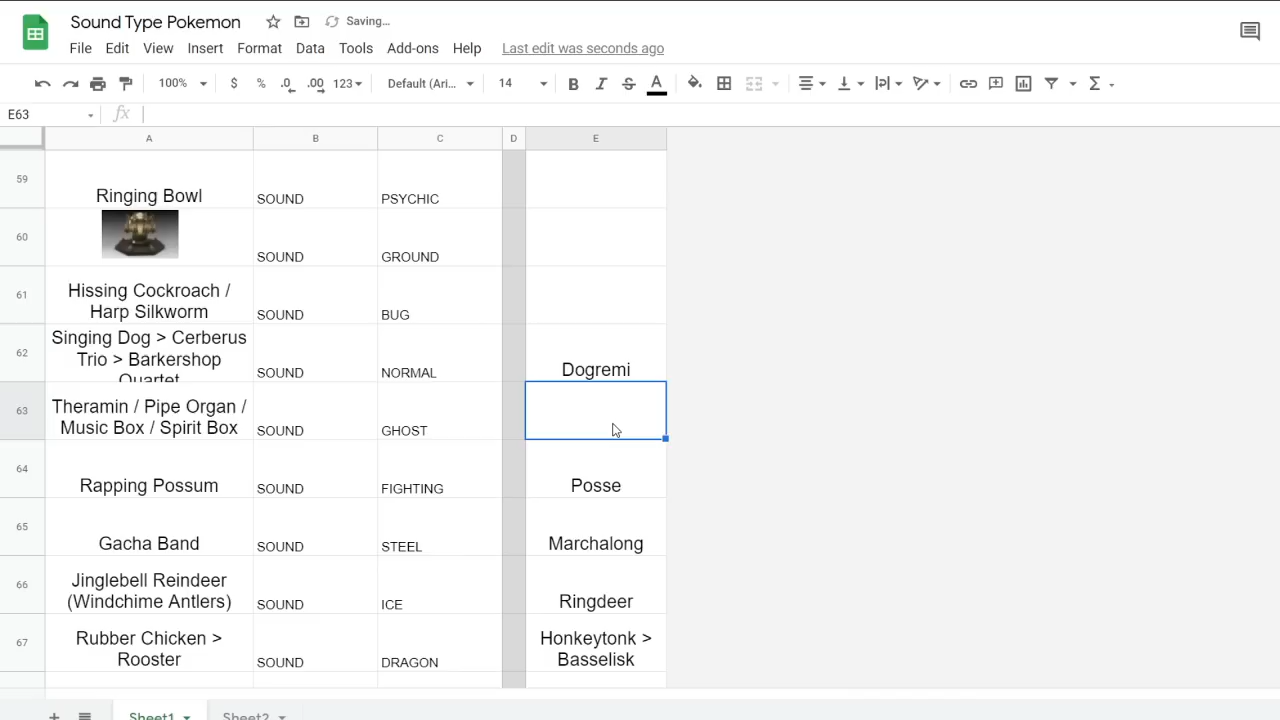 Sound Type Pokemon
Saving…
File Edit View Insert Format Data Tools Add-ons Help Last edit was seconds ago
100% $ % .0 .00 123 Default (Ari... 14 B I S A
E63 fx
A B C D E
59 Ringing Bowl SOUND PSYCHIC
60 SOUND GROUND
61 Hissing Cockroach /
Harp Silkworm SOUND BUG
62 Singing Dog > Cerberus
Trio > Barkershop
Quartet SOUND NORMAL Dogremi
63 Theramin / Pipe Organ /
Music Box / Spirit Box SOUND GHOST
64 Rapping Possum SOUND FIGHTING Posse
65 Gacha Band SOUND STEEL Marchalong
66 Jinglebell Reindeer
(Windchime Antlers) SOUND ICE Ringdeer
67 Rubber Chicken >
Rooster SOUND DRAGON Honkeytonk >
Basselisk
Sheet1 Sheet2